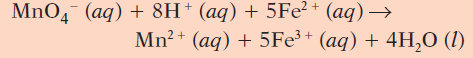 MnO₄⁻ (aq) + 8H⁺ (aq) + 5Fe²⁺ (aq) →
Mn²⁺ (aq) + 5Fe³⁺ (aq) + 4H₂O (l)